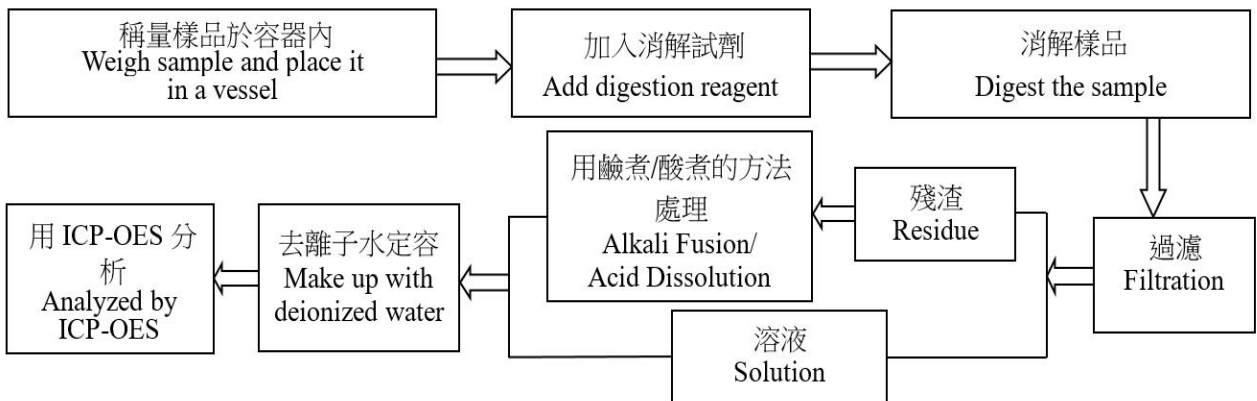 稱量樣品於容器內
Weigh sample and place it
in a vessel
加入消解試劑
Add digestion reagent
消解樣品
Digest the sample
過濾
Filtration
殘渣
Residue
用鹼煮/酸煮的方法
處理
Alkali Fusion/
Acid Dissolution
溶液
Solution
去離子水定容
Make up with
deionized water
用 ICP-OES 分
析
Analyzed by
ICP-OES